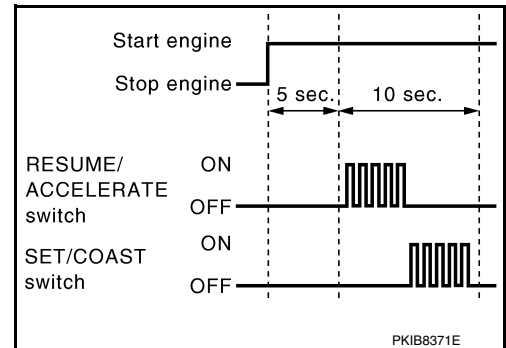 Start engine
Stop engine
5 sec.
10 sec.
RESUME/
ACCELERATE
switch
ON
OFF
SET/COAST
switch
ON
OFF
PKIB8371E